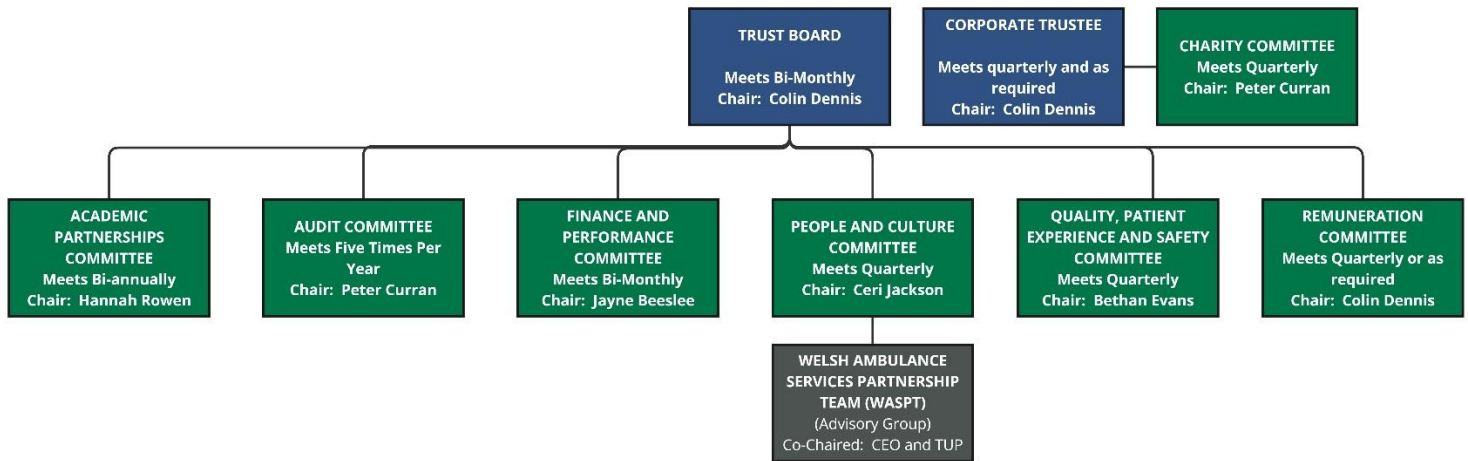 TRUST BOARD
Meets Bi-Monthly
Chair: Colin Dennis
CORPORATE TRUSTEE
Meets quarterly and as
required
Chair: Colin Dennis
CHARITY COMMITTEE
Meets Quarterly
Chair: Peter Curran
ACADEMIC
PARTNERSHIPS
COMMITTEE
Meets Bi-annually
Chair: Hannah Rowen
AUDIT COMMITTEE
Meets Five Times Per
Year
Chair: Peter Curran
FINANCE AND
PERFORMANCE
COMMITTEE
Meets Bi-Monthly
Chair: Jayne Beeslee
PEOPLE AND CULTURE
COMMITTEE
Meets Quarterly
Chair: Ceri Jackson
QUALITY, PATIENT
EXPERIENCE AND SAFETY
COMMITTEE
Meets Quarterly
Chair: Bethan Evans
REMUNERATION
COMMITTEE
Meets Quarterly or as
required
Chair: Colin Dennis
WELSH AMBULANCE
SERVICES PARTNERSHIP
TEAM (WASPT)
(Advisory Group)
Co-Chaired: CEO and TUP